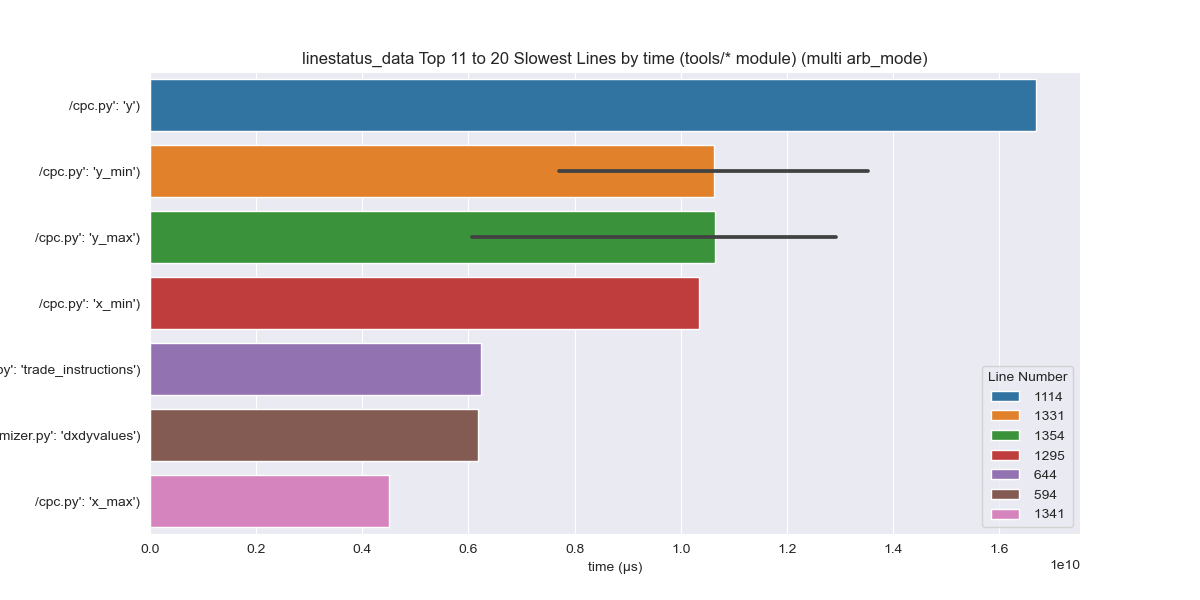 linestatus_data Top 11 to 20 Slowest Lines by time (tools/* module) (multi arb_mode)
/cpc.py': 'y')
/cpc.py': 'y_min')
/cpc.py': 'y_max')
/cpc.py': 'x_min')
py': 'trade_instructions')
mizer.py': 'dxdyvalues')
/cpc.py': 'x_max')
Line Number
1114
1331
1354
1295
644
594
1341
0.0 0.2 0.4 0.6 0.8 1.0 1.2 1.4 1.6
1e10
time (µs)